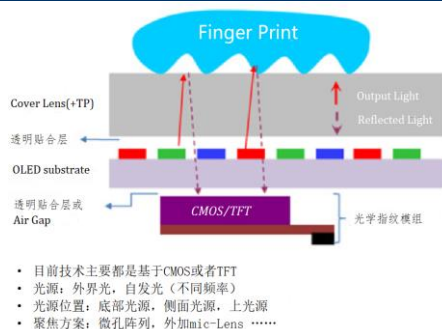 Finger Print
Cover Lens(+TP)
Output Light
Reflected Light
透明贴合层
OLED substrate
透明贴合层或
Air Gap
CMOS/TFT
光学指纹模组
• 目前技术主要都是基于CMOS或者TFT
• 光源：外界光，自发光（不同频率）
• 光源位置：底部光源，侧面光源，上光源
• 聚焦方案：微孔阵列，外加mic-Lens ……